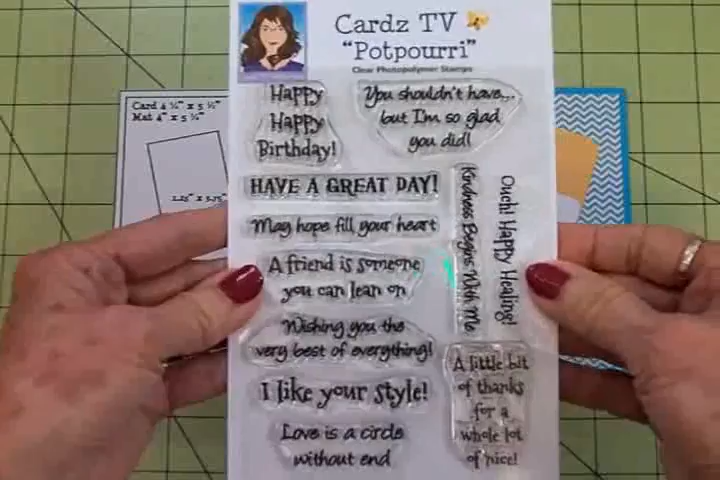 Cardz TV
"Potpourri"
Clear Photopolymer Stamps
Happy
Happy
Birthday!
You shouldn't have...
but I'm so glad
you did!
HAVE A GREAT DAY!
May hope fill your heart
A friend is someone
you can lean on
Wishing you the
very best of everything!
I like your style!
Love is a circle
without end
Kindness Begins With Me
Ouch! Happy Healing!
A little bit
of thanks
for a
whole lot
of nice!
Card 4 ¼" x 5 ½"
Mat 4" x 5 ¼"